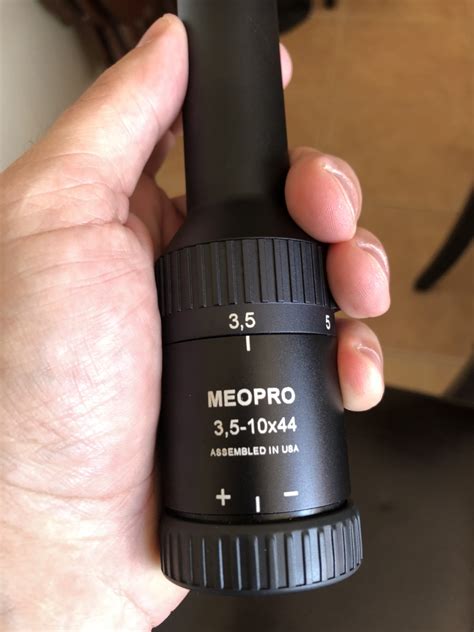 3,5 5
MEOPRO
3,5-10x44
ASSEMBLED IN USA
+ -